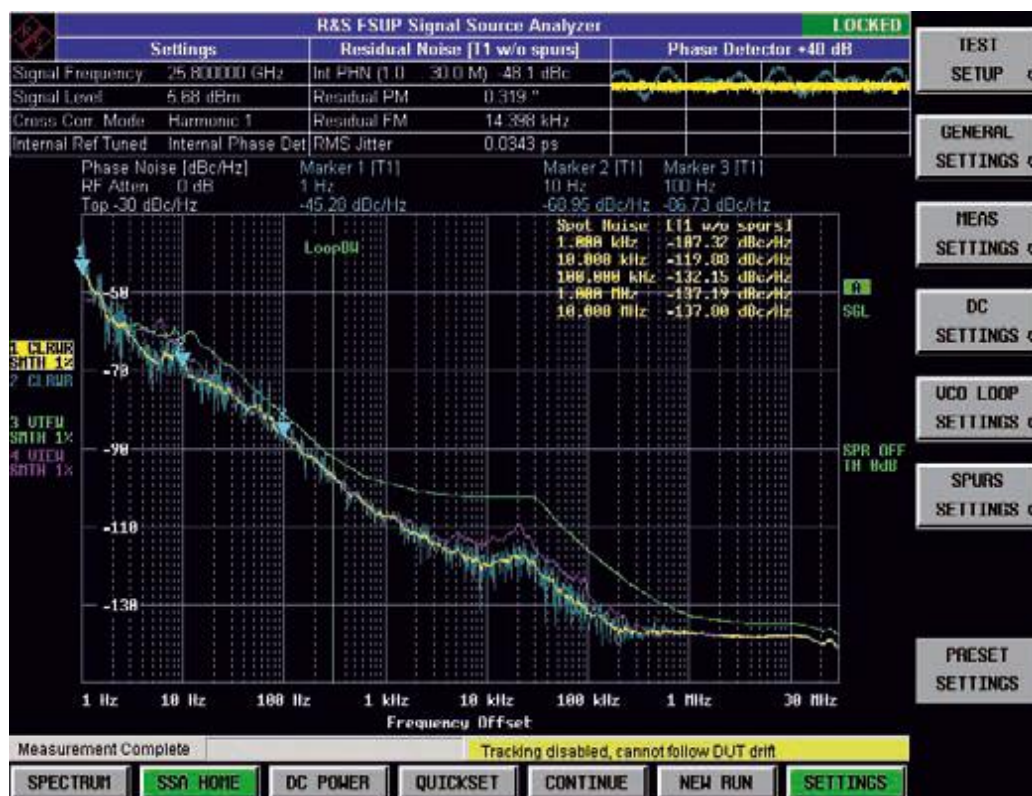 R&S FSUP Signal Source Analyzer LOCKED
Settings Residual Noise [T1 w/o spurs] Phase Detector +40 dB
Signal Frequency 25.800000 GHz Int PHN (1.0 .. 30.0 M) -48.1 dBc
Signal Level 5.68 dBm Residual PM 0.319 °
Cross Corr. Mode Harmonic 1 Residual FM 14.398 kHz
Internal Ref Tuned Internal Phase Det RMS Jitter 0.0343 ps
Phase Noise [dBc/Hz] Marker 1 [T1] Marker 2 [T1] Marker 3 [T1]
RF Atten 0 dB 1 Hz 10 Hz 100 Hz
Top -30 dBc/Hz -45.28 dBc/Hz -68.95 dBc/Hz -86.73 dBc/Hz
Spot Noise [T1 w/o spurs]
1.000 kHz -107.32 dBc/Hz
10.000 kHz -119.88 dBc/Hz
100.000 kHz -132.15 dBc/Hz
1.000 MHz -137.19 dBc/Hz
10.000 MHz dBc/Hz
LoopBW
1
-50
-70
-90
-110
-130
1 CLRWR
SMTH 1%
2 CLRWR
3 VIEW
SMTH 1%
4 VIEW
SMTH 1%
A
SGL
SPR OFF
TH 0dB
1 Hz 10 Hz 100 Hz 1 kHz 10 kHz 100 kHz 1 MHz 30 MHz
Frequency Offset
Measurement Complete Tracking disabled, cannot follow DUT drift
SPECTRUM SSA HOME DC POWER QUICKSET CONTINUE NEW RUN SETTINGS
TEST
SETUP
GENERAL
SETTINGS
MEAS
SETTINGS
DC
SETTINGS
VCO LOOP
SETTINGS
SPURS
SETTINGS
PRESET
SETTINGS